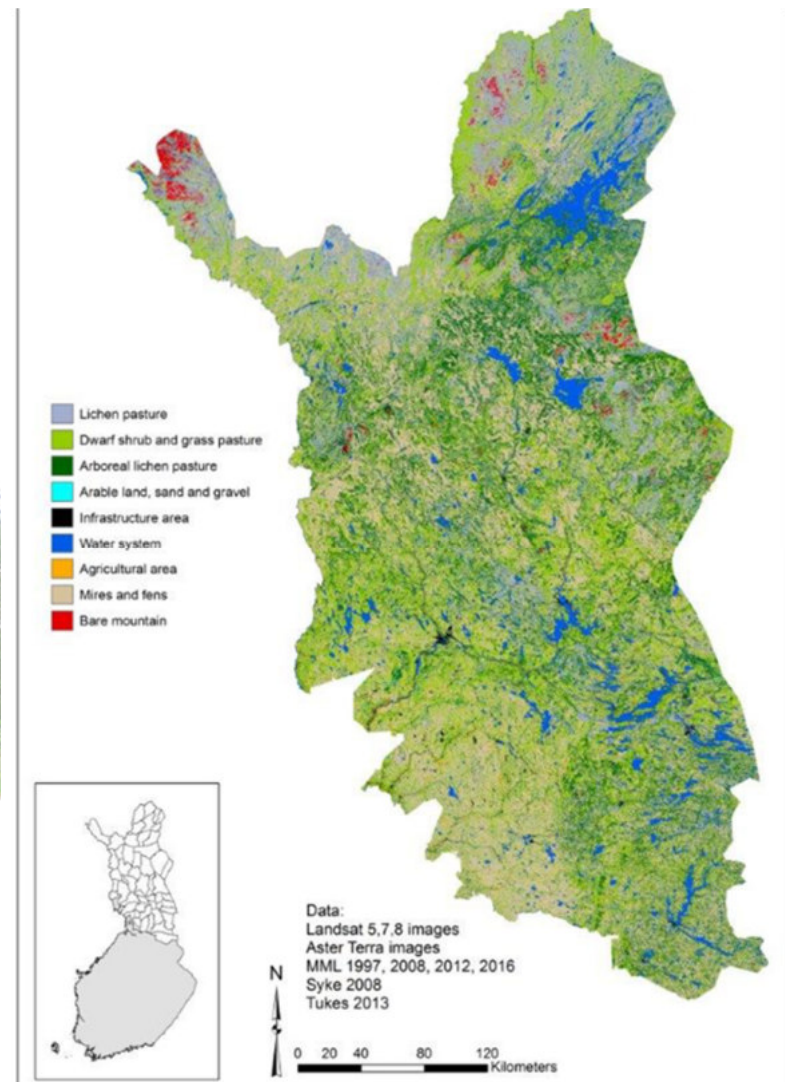 Lichen pasture
Dwarf shrub and grass pasture
Arboreal lichen pasture
Arable land, sand and gravel
Infrastructure area
Water system
Agricultural area
Mires and fens
Bare mountain
Data:
Landsat 5,7,8 images
Aster Terra images
MML 1997, 2008, 2012, 2016
Syke 2008
Tukes 2013
N
0 20 40 80 120
Kilometers